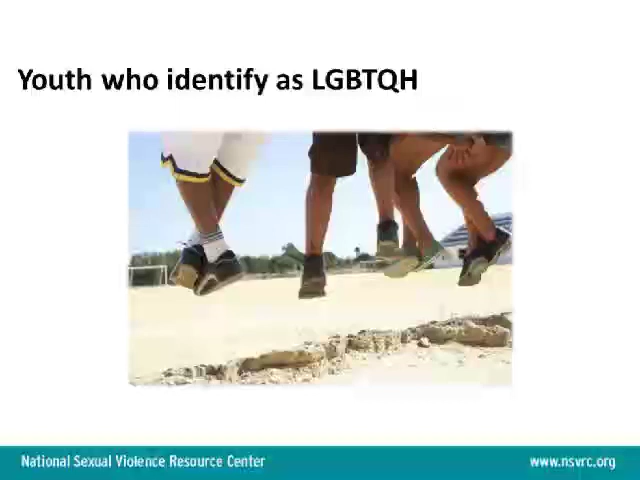 Youth who identify as LGBTQH
National Sexual Violence Resource Center
www.nsvrc.org